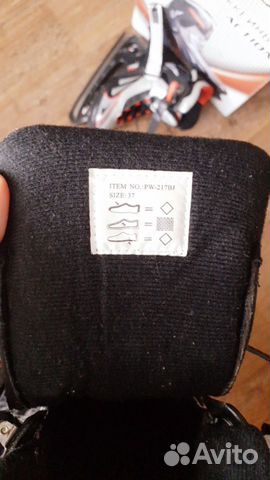 ITEM NO.:PW-217BJ
SIZE:37
=
=
=
Avito